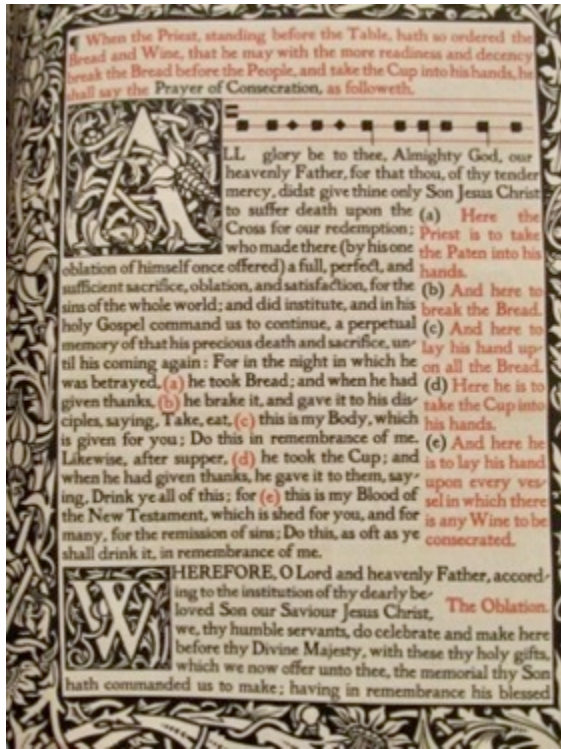 ¶ When the Priest, standing before the Table, hath so ordered the
Bread and Wine, that he may with the more readiness and decency
break the Bread before the People, and take the Cup into his hands, he
shall say the Prayer of Consecration, as followeth.
ALL glory be to thee, Almighty God, our
heavenly Father, for that thou, of thy tender
mercy, didst give thine only Son Jesus Christ
to suffer death upon the
Cross for our redemption;
who made there (by his one
oblation of himself once offered) a full, perfect, and
sufficient sacrifice, oblation, and satisfaction, for the
sins of the whole world; and did institute, and in his
holy Gospel command us to continue, a perpetual
memory of that his precious death and sacrifice, un-
til his coming again: For in the night in which he
was betrayed, (a) he took Bread; and when he had
given thanks, (b) he brake it, and gave it to his dis-
ciples, saying, Take, eat, (c) this is my Body, which
is given for you; Do this in remembrance of me.
Likewise, after supper, (d) he took the Cup; and
when he had given thanks, he gave it to them, say-
ing, Drink ye all of this; for (e) this is my Blood of
the New Testament, which is shed for you, and for
many, for the remission of sins; Do this, as oft as ye
shall drink it, in remembrance of me.
(a) Here the
Priest is to take
the Paten into his
hands.
(b) And here to
break the Bread.
(c) And here to
lay his hand up-
on all the Bread.
(d) Here he is to
take the Cup into
his hands.
(e) And here he
is to lay his hand
upon every ves-
sel in which there
is any Wine to be
consecrated.
WHEREFORE, O Lord and heavenly Father, accord-
ing to the institution of thy dearly be-
loved Son our Saviour Jesus Christ,
The Oblation.
we, thy humble servants, do celebrate and make here
before thy Divine Majesty, with these thy holy gifts,
which we now offer unto thee, the memorial thy Son
hath commanded us to make; having in remembrance his blessed